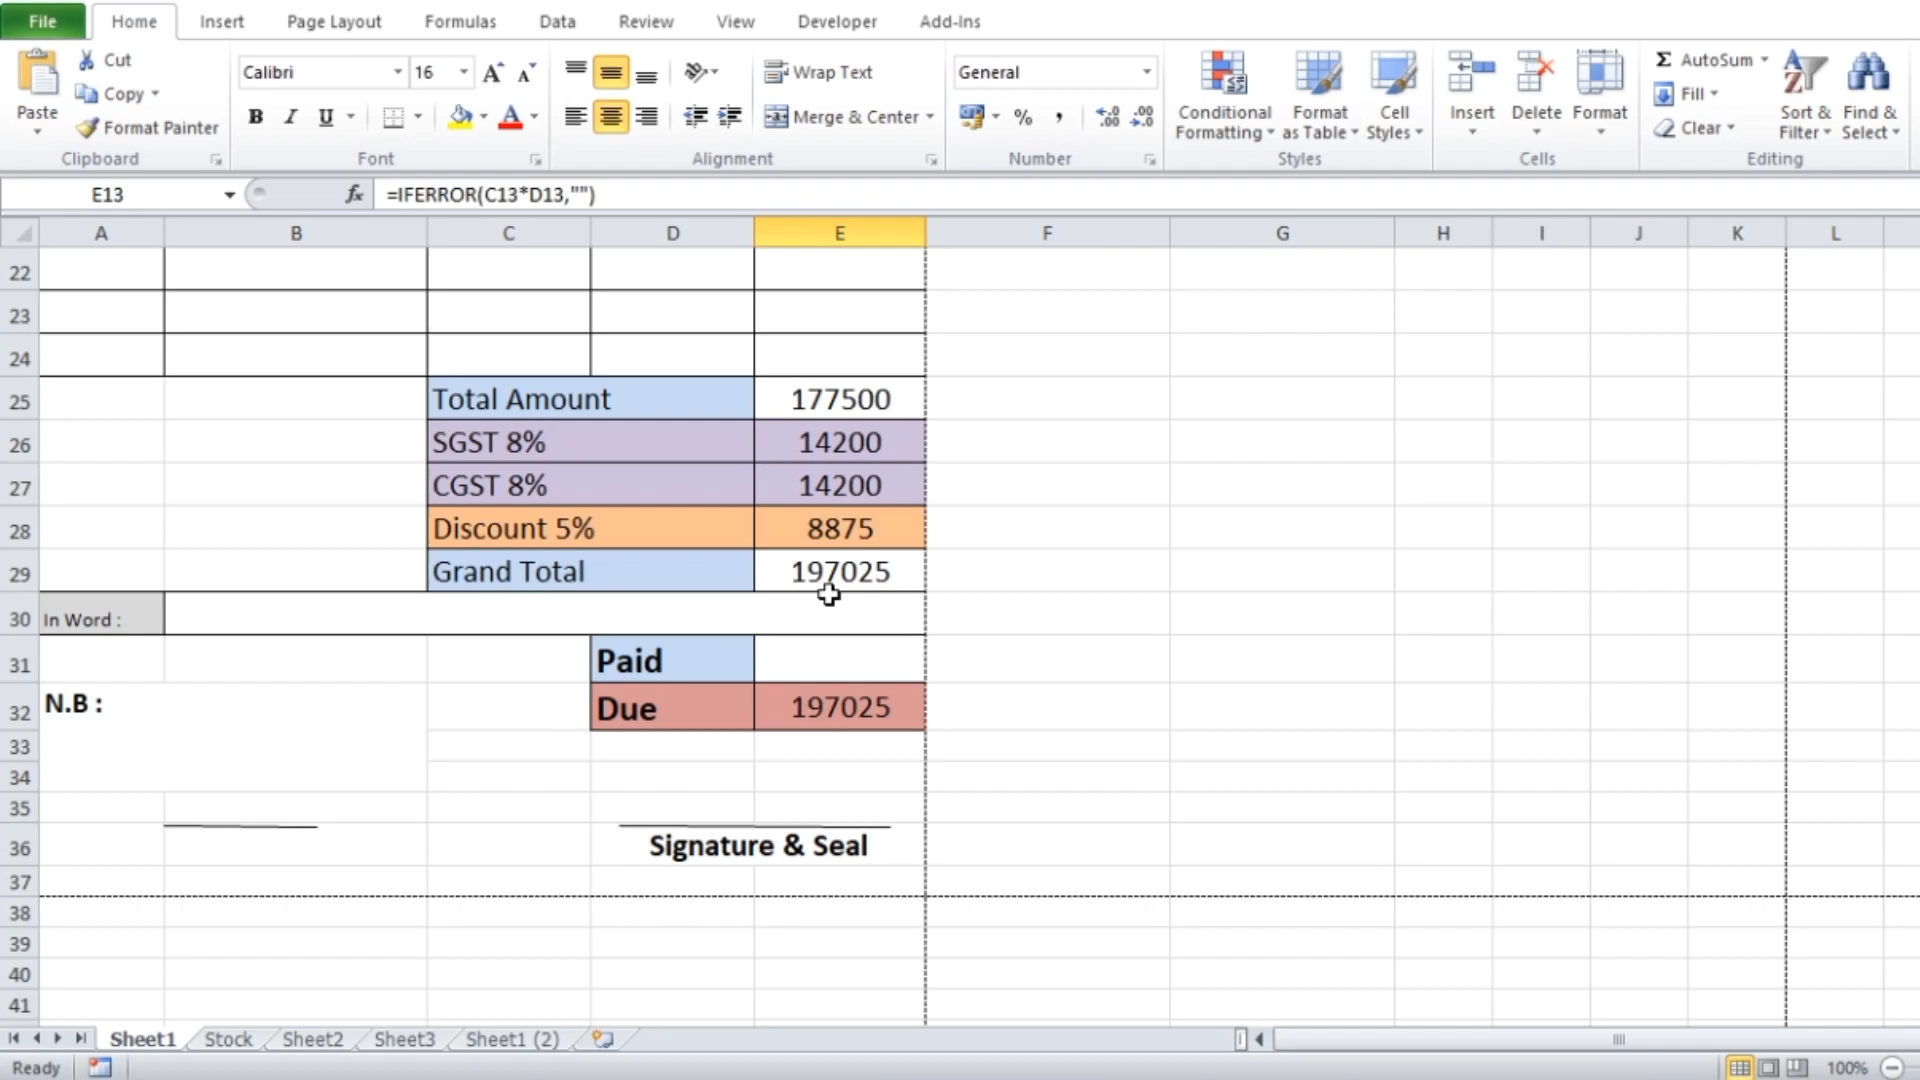 File Home Insert Page Layout Formulas Data Review View Developer Add-Ins
Paste
Cut
Copy
Format Painter
Clipboard
Calibri 16 A A
B I U A
Font
Wrap Text
Merge & Center
Alignment
General
% , .0 .00 .00 .0
Number
Conditional Formatting
Format as Table
Cell Styles
Styles
Insert Delete Format
Cells
Σ AutoSum
Fill
Clear
Sort & Filter
Find & Select
Editing
E13 fx =IFERROR(C13*D13,"")
A B C D E F G H I J K L
22
23
24
25 Total Amount 177500
26 SGST 8% 14200
27 CGST 8% 14200
28 Discount 5% 8875
29 Grand Total 197025
30 In Word :
31 Paid
32 N.B : Due 197025
33
34
35
36 Signature & Seal
37
38
39
40
41
Sheet1 Stock Sheet2 Sheet3 Sheet1 (2)
Ready 100%